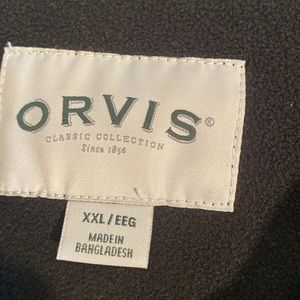 ORVIS®
CLASSIC COLLECTION
Since 1856
XXL/EEG
MADE IN
BANGLADESH